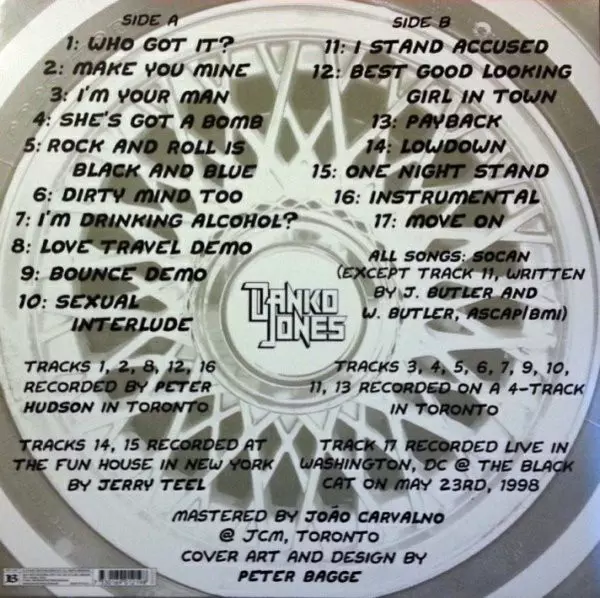 SIDE A
1: WHO GOT IT?
2: MAKE YOU MINE
3: I'M YOUR MAN
4: SHE'S GOT A BOMB
5: ROCK AND ROLL IS
BLACK AND BLUE
6: DIRTY MIND TOO
7: I'M DRINKING ALCOHOL?
8: LOVE TRAVEL DEMO
9: BOUNCE DEMO
10: SEXUAL
INTERLUDE
SIDE B
11: I STAND ACCUSED
12: BEST GOOD LOOKING
GIRL IN TOWN
13: PAYBACK
14: LOWDOWN
15: ONE NIGHT STAND
16: INSTRUMENTAL
17: MOVE ON
ALL SONGS: SOCAN
(EXCEPT TRACK 11, WRITTEN
BY J. BUTLER AND
W. BUTLER, ASCAP/BMI)
DANKO
JONES
TRACKS 1, 2, 8, 12, 16
RECORDED BY PETER
HUDSON IN TORONTO
TRACKS 3, 4, 5, 6, 7, 9, 10,
11, 13 RECORDED ON A 4-TRACK
IN TORONTO
TRACKS 14, 15 RECORDED AT
THE FUN HOUSE IN NEW YORK
BY JERRY TEEL
TRACK 17 RECORDED LIVE IN
WASHINGTON, DC @ THE BLACK
CAT ON MAY 23RD, 1998
MASTERED BY JOÃO CARVALNO
@ JCM, TORONTO
COVER ART AND DESIGN BY
PETER BAGGE
B